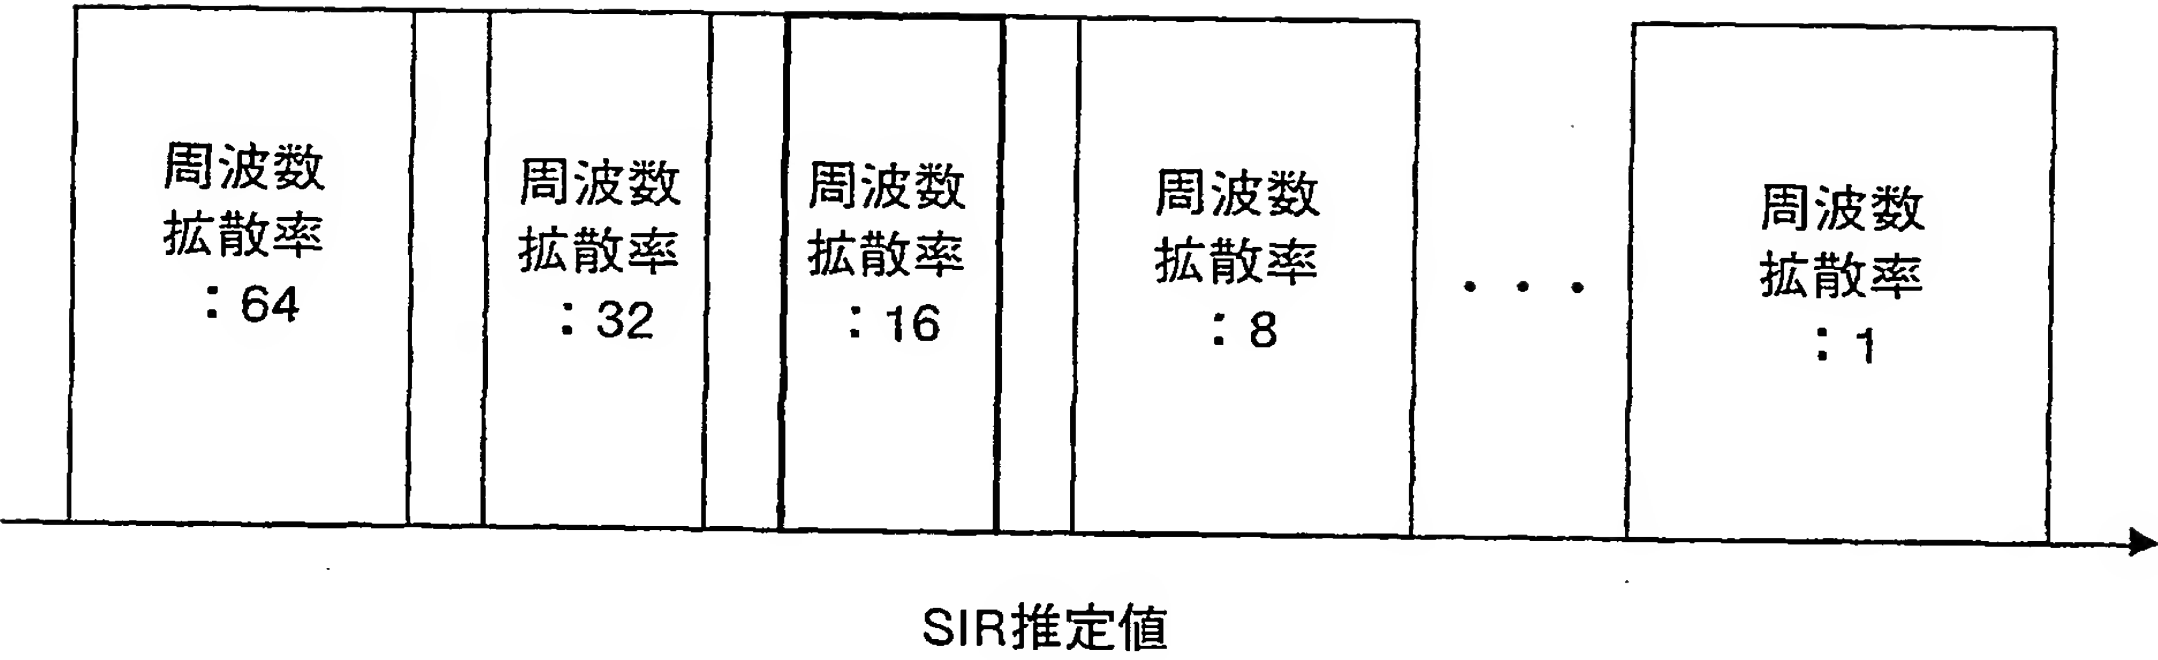 周波数
拡散率
：64
周波数
拡散率
：32
周波数
拡散率
：16
周波数
拡散率
：8
・・・
周波数
拡散率
：1
SIR推定値